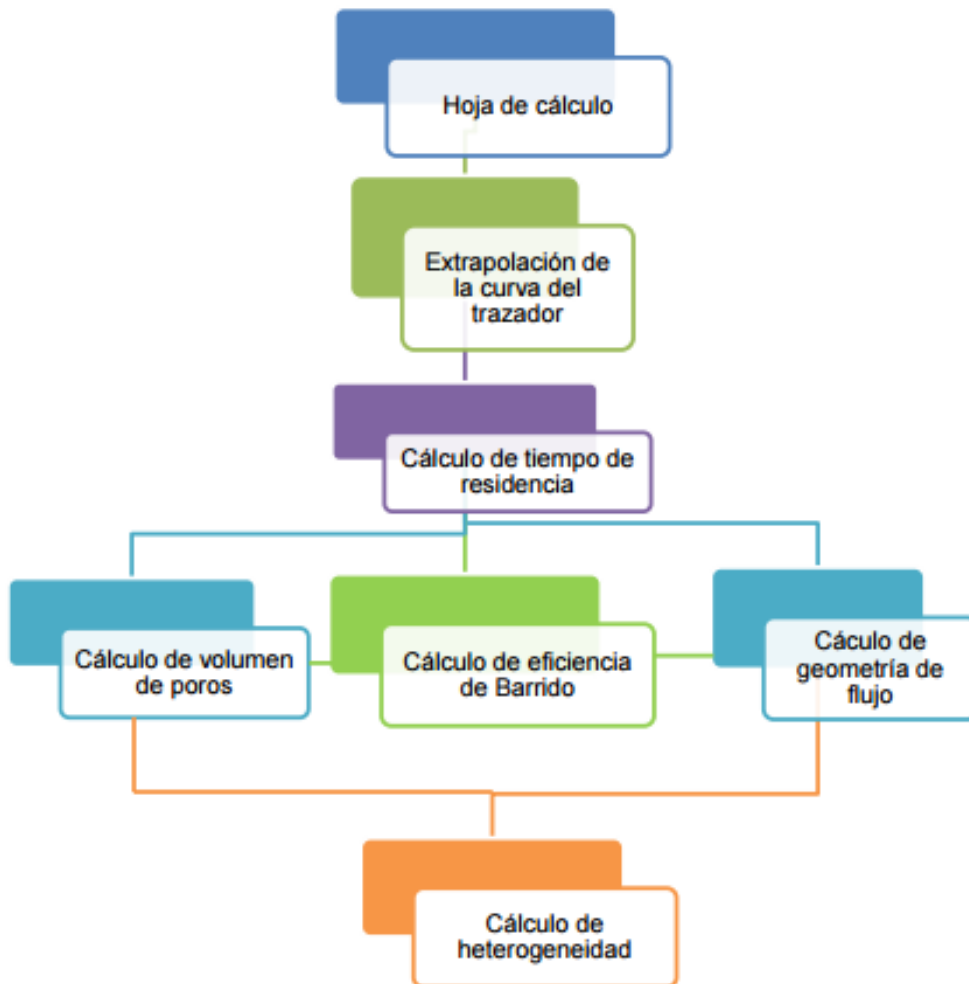 Hoja de cálculo
Extrapolación de
la curva del
trazador
Cálculo de tiempo de
residencia
Cálculo de volumen
de poros
Cálculo de eficiencia
de Barrido
Cáculo de
geometría de
flujo
Cálculo de
heterogeneidad